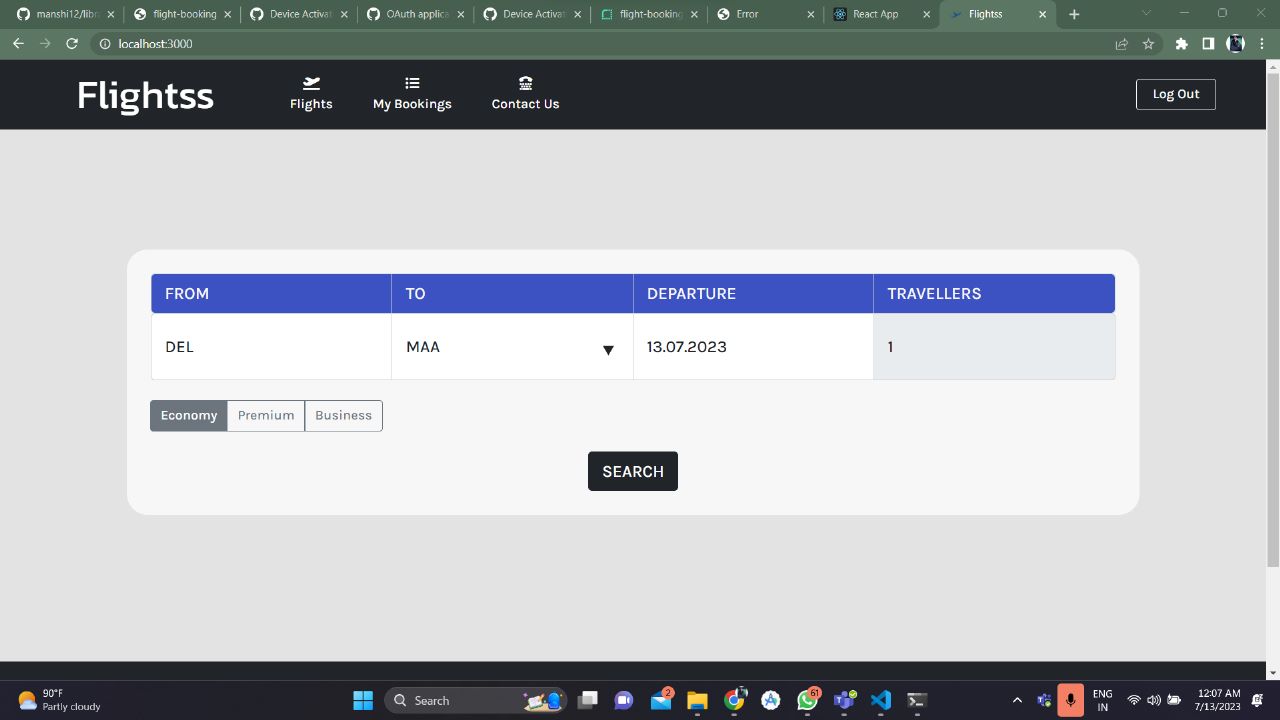 manshi12/libra
flight-booking
Device Activat
OAuth applica
Device Activat
flight-booking
Error
React App
Flightss
localhost:3000
Flightss
Flights
My Bookings
Contact Us
Log Out
FROM
TO
DEPARTURE
TRAVELLERS
DEL
MAA
13.07.2023
1
Economy
Premium
Business
SEARCH
90°F
Partly cloudy
Search
2
61
ENG
IN
12:07 AM
7/13/2023